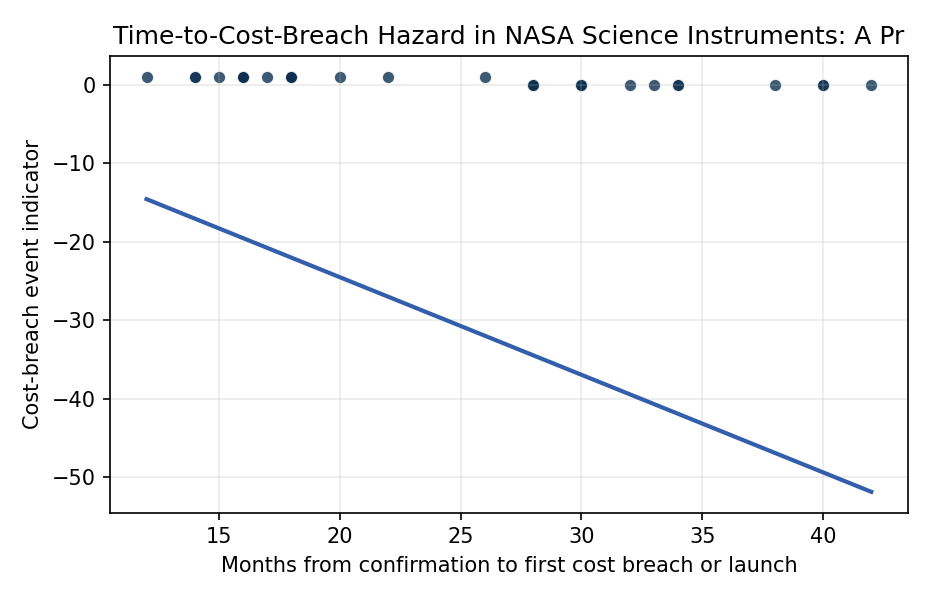 Time-to-Cost-Breach Hazard in NASA Science Instruments: A Pr
Cost-breach event indicator
0
−10
−20
−30
−40
−50
15 20 25 30 35 40
Months from confirmation to first cost breach or launch